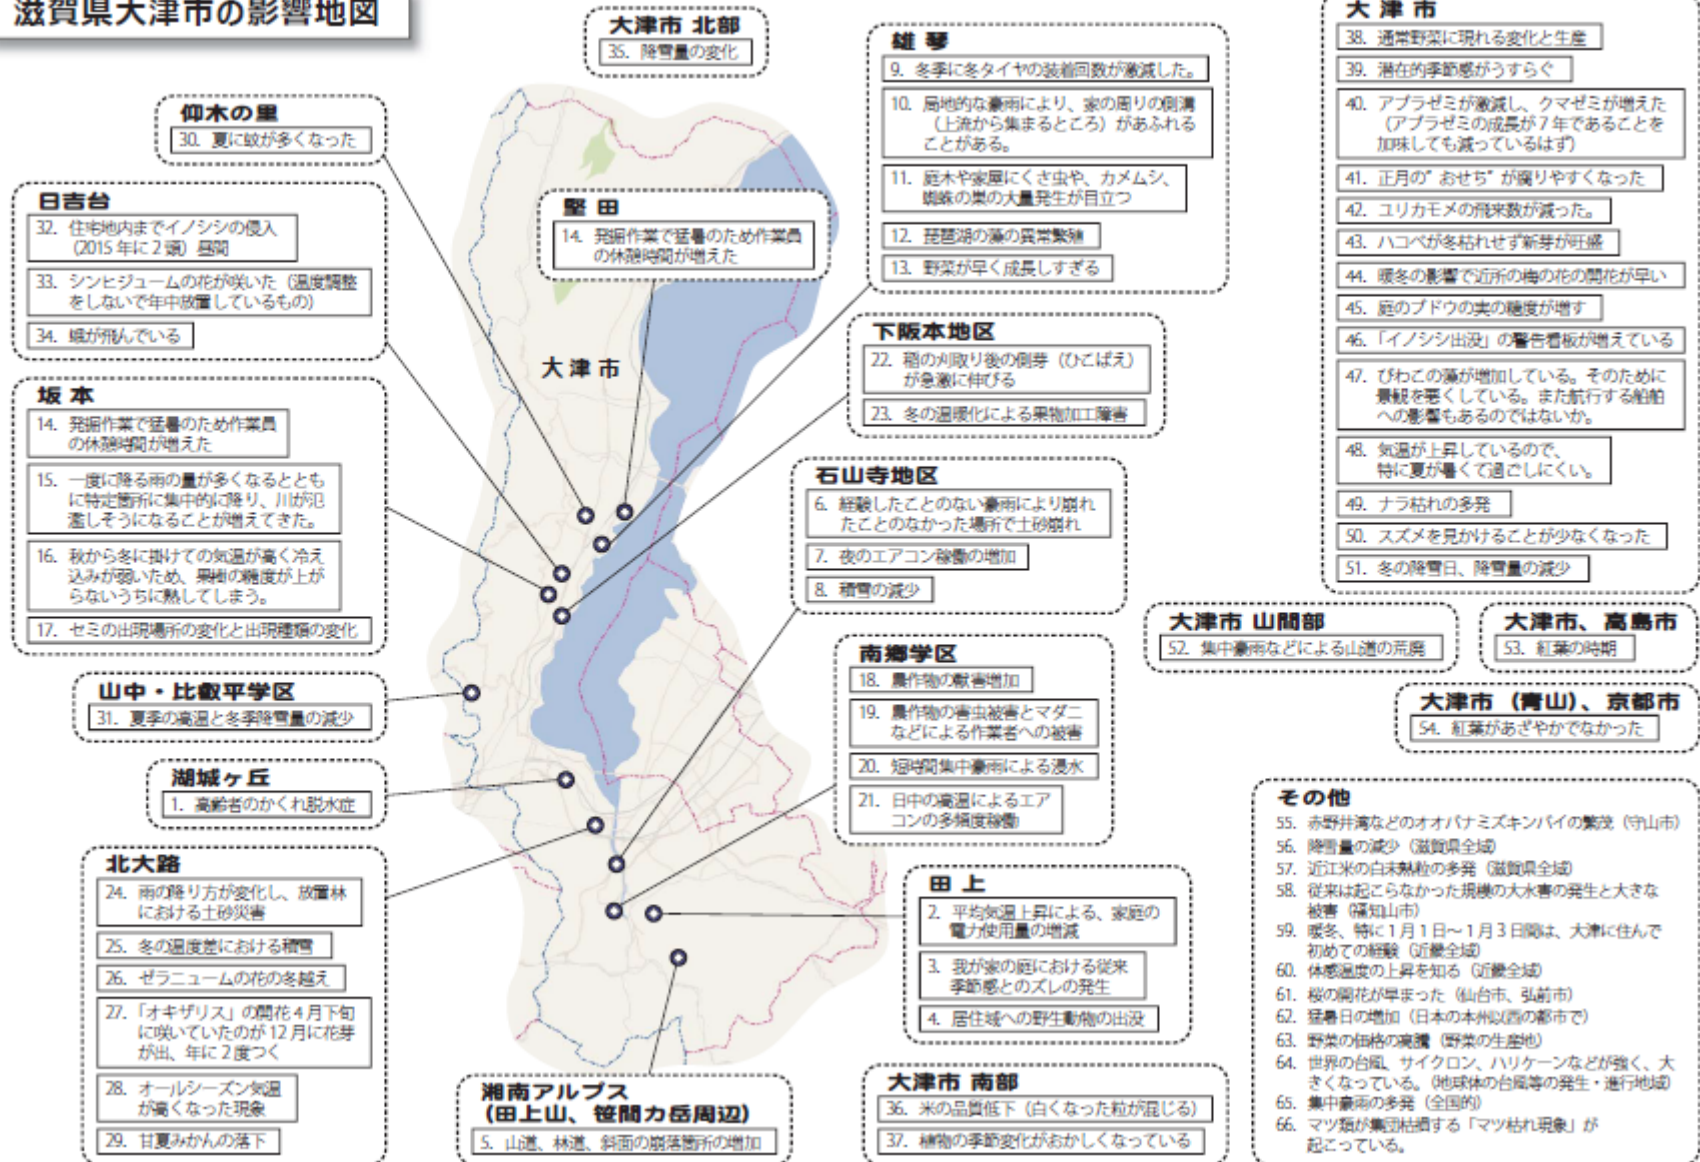 滋賀県大津市の影響地図
大津市 北部
35. 降雪量の変化
仰木の里
30. 夏に蚊が多くなった
日吉台
32. 住宅地内までイノシシの侵入
(2015年に2頭)昼間
33. シンビジュームの花が咲いた(温度調整
をしないで年中放置しているもの)
34. 蛾が飛んでいる
坂本
14. 発掘作業で猛暑のため作業員
の休憩時間が増えた
15. 一度に降る雨の量が多くなるととも
に特定箇所に集中的に降り、川が氾
濫しそうになることが増えてきた。
16. 秋から冬に掛けての気温が高く冷え
込みが弱いため、果樹の糖度が上が
らないうちに熟してしまう。
17. セミの出現場所の変化と出現種類の変化
山中・比叡平学区
31. 夏季の高温と冬季降雪量の減少
湖城ヶ丘
1. 高齢者のかくれ脱水症
北大路
24. 雨の降り方が変化し、放置林
における土砂災害
25. 冬の温度差における積雪
26. ゼラニュームの花の冬越え
27. 「オキザリス」の開花4月下旬
に咲いていたのが12月に花芽
が出、年に2度つく
28. オールシーズン気温
が高くなった現象
29. 甘夏みかんの落下
堅田
14. 発掘作業で猛暑のため作業員
の休憩時間が増えた
大津市
雄琴
9. 冬季に冬タイヤの装着回数が激減した。
10. 局地的な豪雨により、家の周りの側溝
(上流から集まるところ)があふれる
ことがある。
11. 庭木や家屋にくさ虫や、カメムシ、
蜘蛛の巣の大量発生が目立つ
12. 琵琶湖の藻の異常繁殖
13. 野菜が早く成長しすぎる
下阪本地区
22. 稲の刈取り後の側芽(ひこばえ)
が急激に伸びる
23. 冬の温暖化による果物加工障害
石山寺地区
6. 経験したことのない豪雨により崩れ
たことのなかった場所で土砂崩れ
7. 夜のエアコン稼働の増加
8. 積雪の減少
南郷学区
18. 農作物の獣害増加
19. 農作物の害虫被害とマダニ
などによる作業者への被害
20. 短時間集中豪雨による浸水
21. 日中の高温によるエア
コンの多頻度稼働
田上
2. 平均気温上昇による、家庭の
電力使用量の増減
3. 我が家の庭における従来
季節感とのズレの発生
4. 居住域への野生動物の出没
湘南アルプス
(田上山、笹間カ岳周辺)
5. 山道、林道、斜面の崩落箇所の増加
大津市 南部
36. 米の品質低下(白くなった粒が混じる)
37. 植物の季節変化がおかしくなっている
大津市
38. 通常野菜に現れる変化と生産
39. 潜在的季節感がうすらぐ
40. アブラゼミが激減し、クマゼミが増えた
(アブラゼミの成長が7年であることを
加味しても減っているはず)
41. 正月の"おせち"が腐りやすくなった
42. ユリカモメの飛来数が減った。
43. ハコベが冬枯れせず新芽が旺盛
44. 暖冬の影響で近所の梅の花の開花が早い
45. 庭のブドウの実の糖度が増す
46. 「イノシシ出没」の警告看板が増えている
47. びわこの藻が増加している。そのために
景観を悪くしている。また航行する船舶
への影響もあるのではないか。
48. 気温が上昇しているので、
特に夏が暑くて過ごしにくい。
49. ナラ枯れの多発
50. スズメを見かけることが少なくなった
51. 冬の降雪日、降雪量の減少
大津市 山間部
52. 集中豪雨などによる山道の荒廃
大津市、高島市
53. 紅葉の時期
大津市(青山)、京都市
54. 紅葉があざやかでなかった
その他
55. 赤野井湾などのオオバナミズキンバイの繁茂(守山市)
56. 降雪量の減少(滋賀県全域)
57. 近江米の白未熟粒の多発(滋賀県全域)
58. 従来は起こらなかった規模の大水害の発生と大きな
被害(福知山市)
59. 暖冬、特に1月1日～1月3日間は、大津に住んで
初めての経験(近畿全域)
60. 体感温度の上昇を知る(近畿全域)
61. 桜の開花が早まった(仙台市、弘前市)
62. 猛暑日の増加(日本の本州以西の都市で)
63. 野菜の価格の高騰(野菜の生産地)
64. 世界の台風、サイクロン、ハリケーンなどが強く、大
きくなっている。(地球体の台風等の発生・進行地域)
65. 集中豪雨の多発(全国的)
66. マツ類が集団枯損する「マツ枯れ現象」が
起こっている。